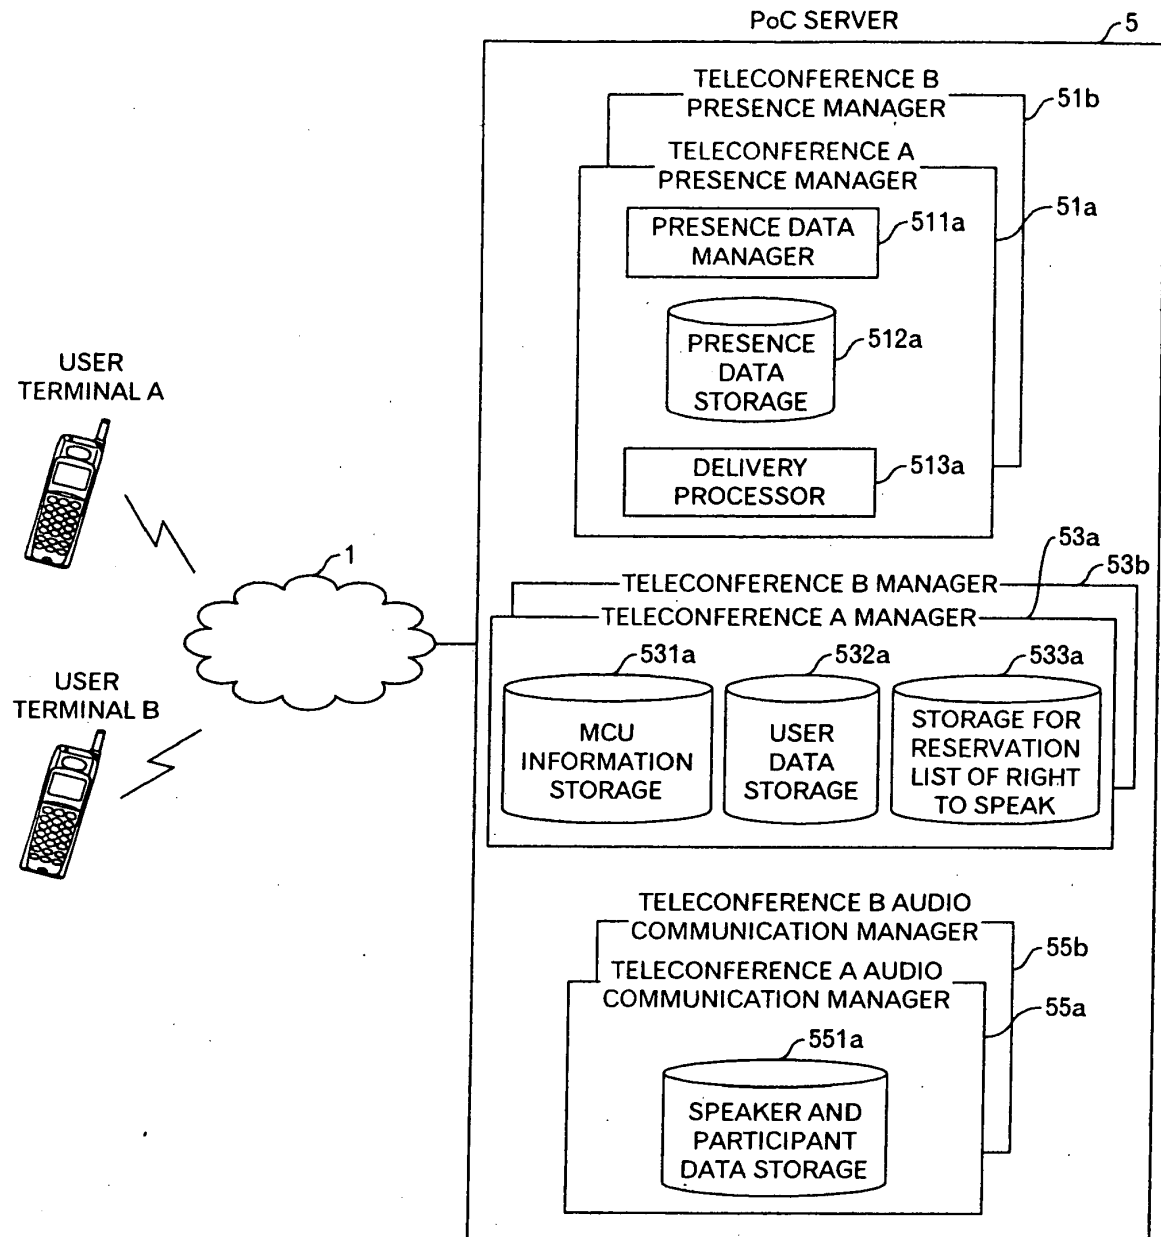 PoC SERVER
5
TELECONFERENCE B
PRESENCE MANAGER
51b
TELECONFERENCE A
PRESENCE MANAGER
51a
PRESENCE DATA
MANAGER
511a
PRESENCE
DATA
STORAGE
512a
DELIVERY
PROCESSOR
513a
USER
TERMINAL A
1
USER
TERMINAL B
53a
TELECONFERENCE B MANAGER
53b
TELECONFERENCE A MANAGER
531a
532a
533a
MCU
INFORMATION
STORAGE
USER
DATA
STORAGE
STORAGE FOR
RESERVATION
LIST OF RIGHT
TO SPEAK
TELECONFERENCE B AUDIO
COMMUNICATION MANAGER
55b
TELECONFERENCE A AUDIO
COMMUNICATION MANAGER
55a
551a
SPEAKER AND
PARTICIPANT
DATA STORAGE